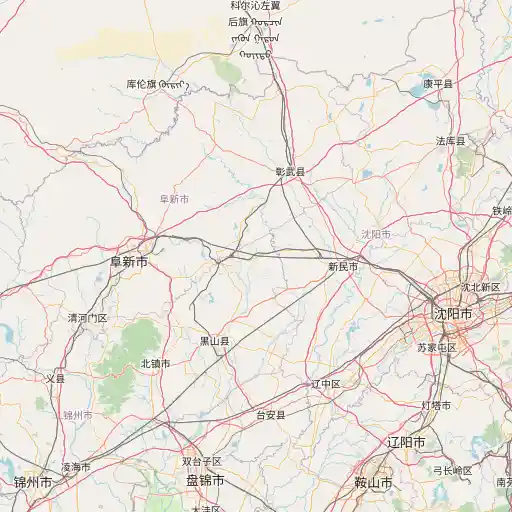 科尔沁左翼
后旗
库伦旗
康平县
法库县
彰武县
阜新市
铁岭
沈阳市
阜新市
新民市
沈北新区
沈阳市
清河门区
黑山县
苏家屯区
北镇市
义县
辽中区
锦州市
台安县
灯塔市
辽阳市
凌海市
双台子区
弓长岭区
锦州市
盘锦市
鞍山市
大洼区